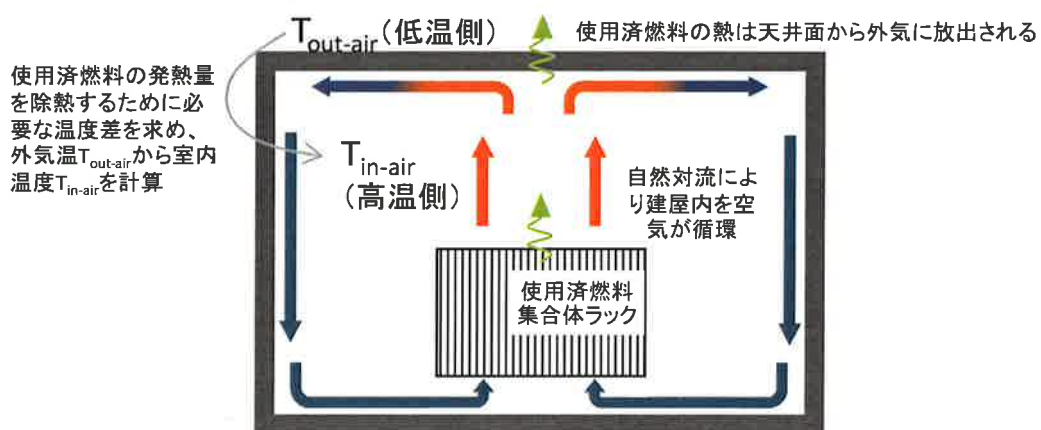 T_out-air(低温側)
使用済燃料の熱は天井面から外気に放出される
使用済燃料の発熱量
を除熱するために必
要な温度差を求め、
外気温T_out-airから室内
温度T_in-airを計算
T_in-air
(高温側)
自然対流によ
り建屋内を空
気が循環
使用済燃料
集合体ラック